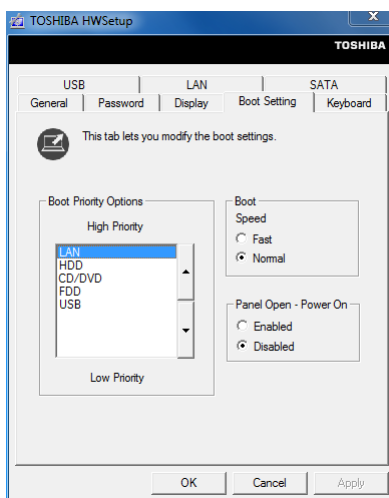 TOSHIBA HWSetup
X
TOSHIBA
USB LAN SATA
General Password Display Boot Setting Keyboard
This tab lets you modify the boot settings.
Boot Priority Options
High Priority
LAN
HDD
CD/DVD
FDD
USB
Low Priority
Boot
Speed
Fast
Normal
Panel Open - Power On
Enabled
Disabled
OK Cancel Apply